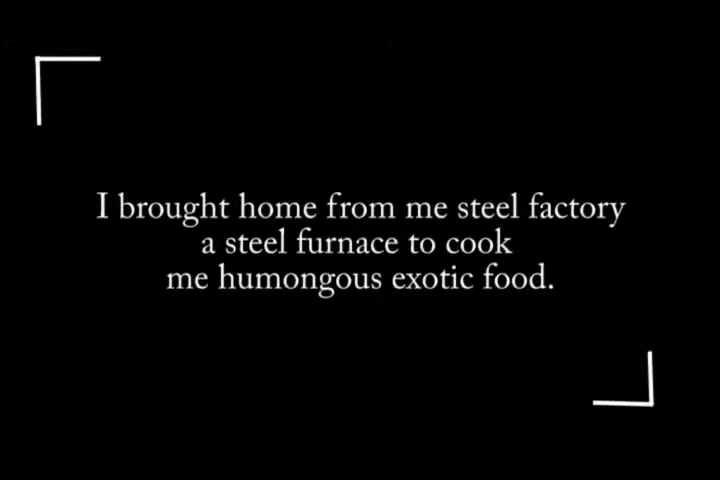 I brought home from me steel factory
a steel furnace to cook
me humongous exotic food.